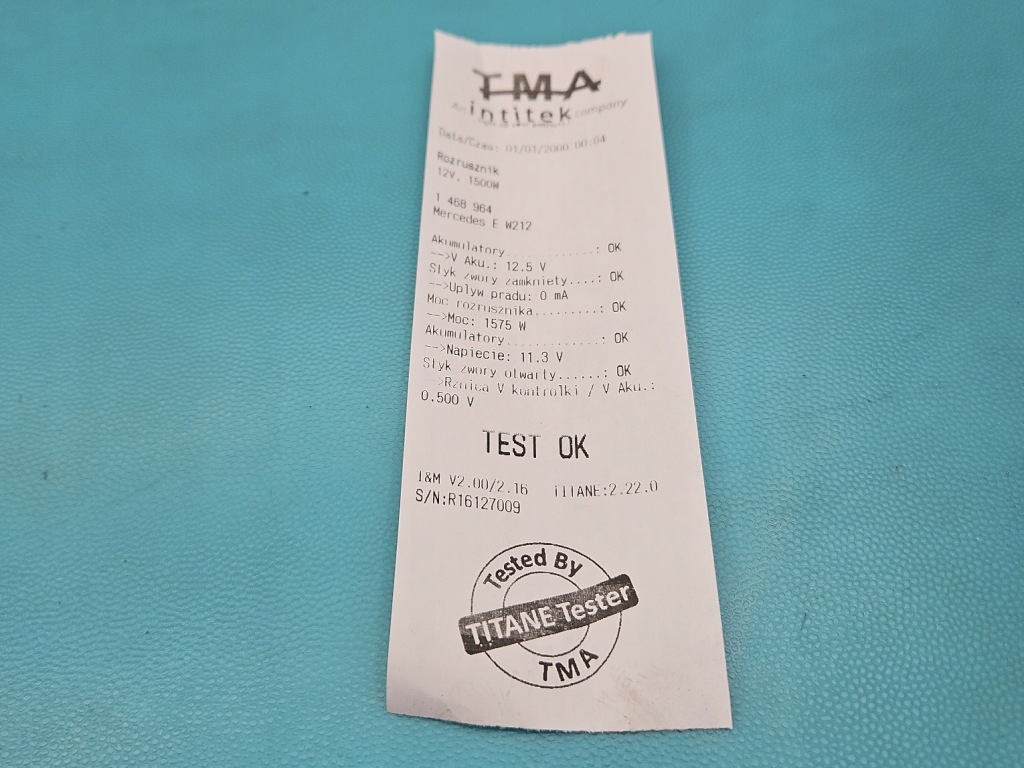 TMA
An intitek company
Data/Czas: 01/01/2000 00:04
Rozrusznik
12V, 1500W
1 468 964
Mercedes E W212
Akumulatory..............: OK
-->V Aku.: 12.5 V
Styk zwory zamkniety....: OK
-->Uplyw pradu: 0 mA
Moc rozrusznika.........: OK
-->Moc: 1575 W
Akumulatory..............: OK
-->Napiecie: 11.3 V
Styk zwory otwarty......: OK
-->Rznica V kontrolki / V Aku.:
0.500 V
TEST OK
I&M V2.00/2.16 iTITANE:2.22.0
S/N:R16127009
Tested By
TITANE Tester
TMA